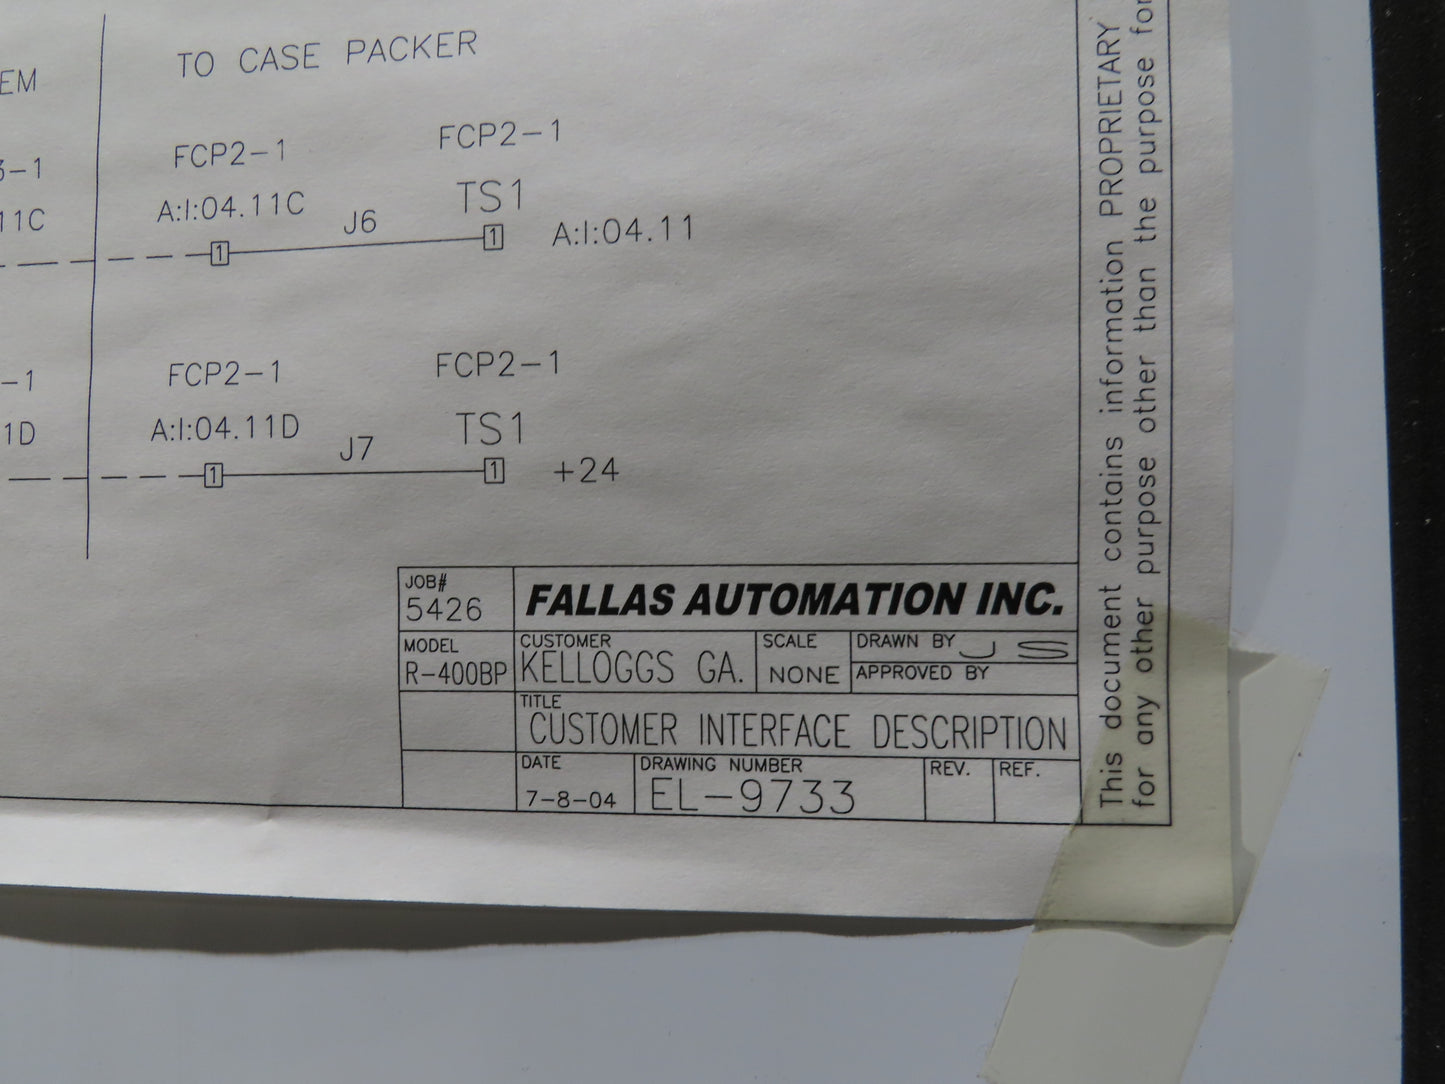 EM
TO CASE PACKER
3-1
FCP2-1
FCP2-1
11C
A:I:04.11C
J6
TS1
1
1
A:I:04.11
-1
FCP2-1
FCP2-1
1D
A:I:04.11D
J7
TS1
1
1
+24
JOB#
5426
FALLAS AUTOMATION INC.
MODEL
R-400BP
CUSTOMER
KELLOGGS GA.
SCALE
NONE
DRAWN BY JS
APPROVED BY
TITLE
CUSTOMER INTERFACE DESCRIPTION
DATE
7-8-04
DRAWING NUMBER
EL-9733
REV.
REF.
This document contains information PROPRIETARY
for any other purpose other than the purpose for